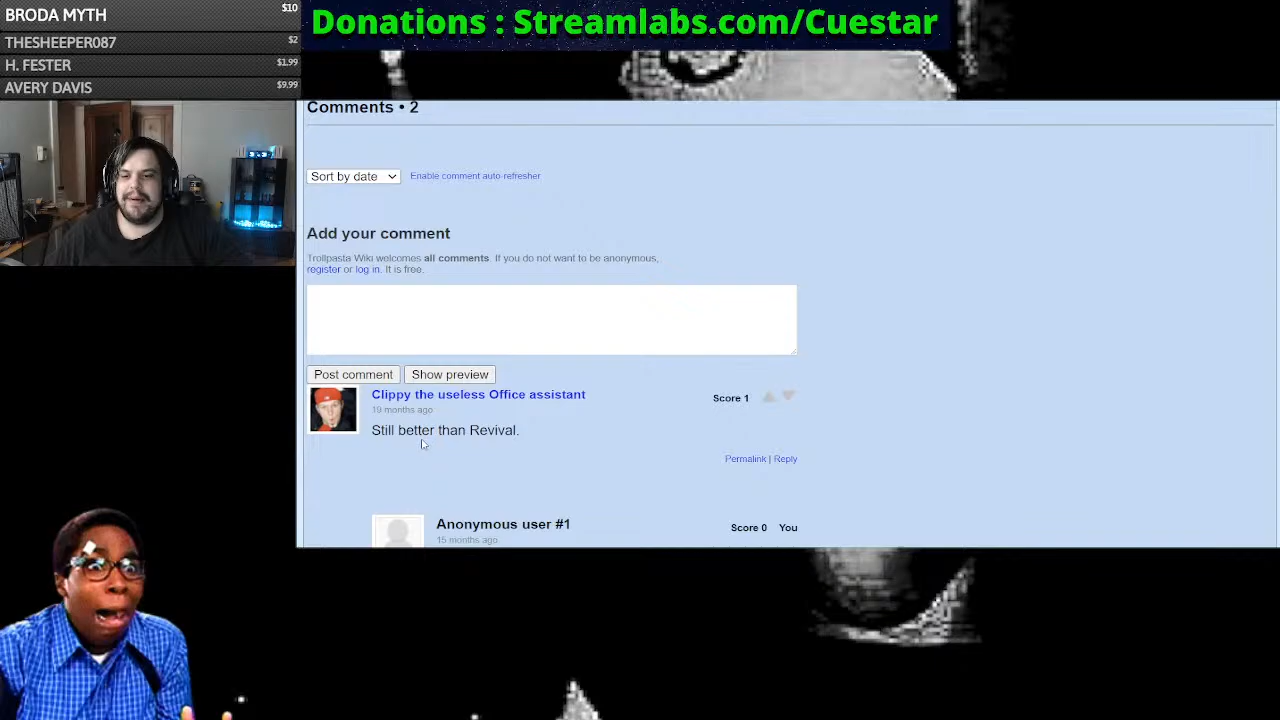 BRODA MYTH $10
THESHEEPER087 $2
H. FESTER $1.99
AVERY DAVIS $9.99
Donations : Streamlabs.com/Cuestar
Comments • 2
Sort by date Enable comment auto-refresher
Add your comment
Trollpasta Wiki welcomes all comments. If you do not want to be anonymous,
register or log in. It is free.
Post comment Show preview
Clippy the useless Office assistant Score 1
19 months ago
Still better than Revival.
Permalink | Reply
Anonymous user #1 Score 0 You
15 months ago